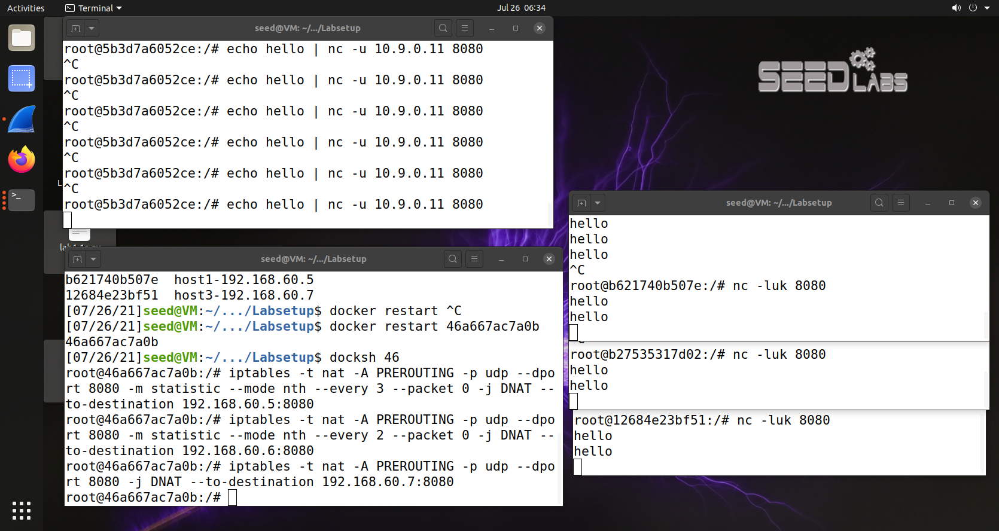 Activities
Terminal
Jul 26 06:34
seed@VM: ~/.../Labsetup
root@5b3d7a6052ce:/# echo hello | nc -u 10.9.0.11 8080
^C
root@5b3d7a6052ce:/# echo hello | nc -u 10.9.0.11 8080
^C
root@5b3d7a6052ce:/# echo hello | nc -u 10.9.0.11 8080
^C
root@5b3d7a6052ce:/# echo hello | nc -u 10.9.0.11 8080
^C
root@5b3d7a6052ce:/# echo hello | nc -u 10.9.0.11 8080
^C
root@5b3d7a6052ce:/# echo hello | nc -u 10.9.0.11 8080
SEED LABS
seed@VM: ~/.../Labsetup
b621740b507e  host1-192.168.60.5
12684e23bf51  host3-192.168.60.7
[07/26/21]seed@VM:~/.../Labsetup$ docker restart ^C
[07/26/21]seed@VM:~/.../Labsetup$ docker restart 46a667ac7a0b
46a667ac7a0b
[07/26/21]seed@VM:~/.../Labsetup$ docksh 46
root@46a667ac7a0b:/# iptables -t nat -A PREROUTING -p udp --dpo
rt 8080 -m statistic --mode nth --every 3 --packet 0 -j DNAT --
to-destination 192.168.60.5:8080
root@46a667ac7a0b:/# iptables -t nat -A PREROUTING -p udp --dpo
rt 8080 -m statistic --mode nth --every 2 --packet 0 -j DNAT --
to-destination 192.168.60.6:8080
root@46a667ac7a0b:/# iptables -t nat -A PREROUTING -p udp --dpo
rt 8080 -j DNAT --to-destination 192.168.60.7:8080
root@46a667ac7a0b:/#
seed@VM: ~/.../Labsetup
hello
hello
hello
^C
root@b621740b507e:/# nc -luk 8080
hello
hello
root@b27535317d02:/# nc -luk 8080
hello
hello
root@12684e23bf51:/# nc -luk 8080
hello
hello